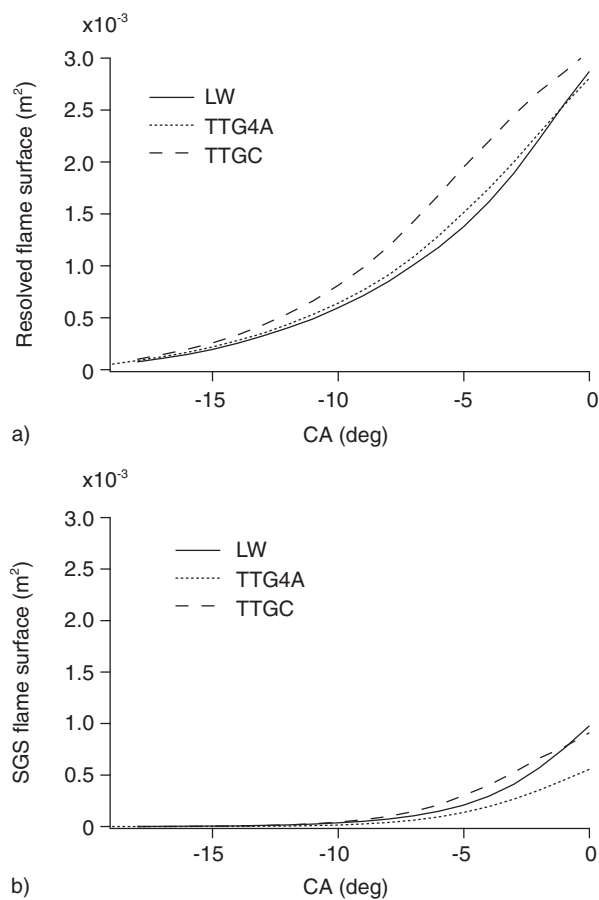 x10-3
3.0
2.5
2.0
1.5
1.0
0.5
0
Resolved flame surface (m2)
LW
TTG4A
TTGC
-15
-10
-5
0
CA (deg)
a)
x10-3
3.0
2.5
2.0
1.5
1.0
0.5
0
SGS flame surface (m2)
LW
TTG4A
TTGC
-15
-10
-5
0
CA (deg)
b)